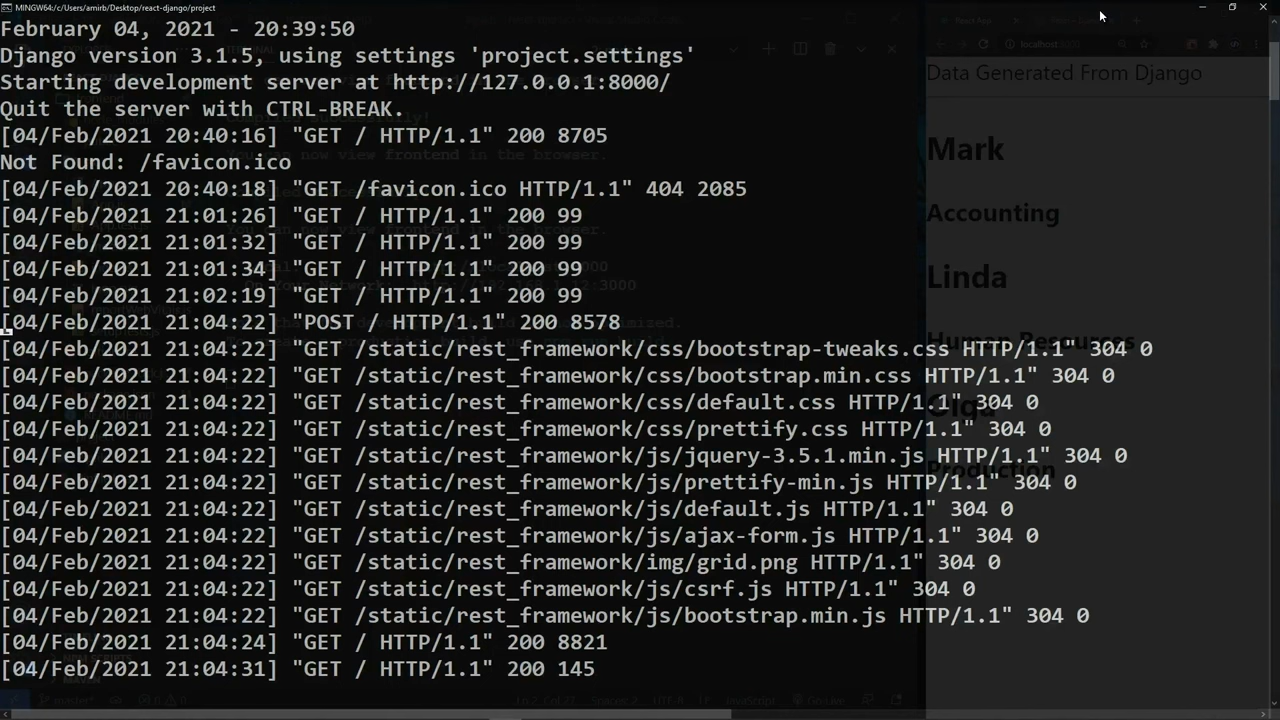 MINGW64:/c/Users/amirb/Desktop/react-django/project
February 04, 2021 - 20:39:50
Django version 3.1.5, using settings 'project.settings'
Starting development server at http://127.0.0.1:8000/
Quit the server with CTRL-BREAK.
[04/Feb/2021 20:40:16] "GET / HTTP/1.1" 200 8705
Not Found: /favicon.ico
[04/Feb/2021 20:40:18] "GET /favicon.ico HTTP/1.1" 404 2085
[04/Feb/2021 21:01:26] "GET / HTTP/1.1" 200 99
[04/Feb/2021 21:01:32] "GET / HTTP/1.1" 200 99
[04/Feb/2021 21:01:34] "GET / HTTP/1.1" 200 99
[04/Feb/2021 21:02:19] "GET / HTTP/1.1" 200 99
[04/Feb/2021 21:04:22] "POST / HTTP/1.1" 200 8578
[04/Feb/2021 21:04:22] "GET /static/rest_framework/css/bootstrap-tweaks.css HTTP/1.1" 304 0
[04/Feb/2021 21:04:22] "GET /static/rest_framework/css/bootstrap.min.css HTTP/1.1" 304 0
[04/Feb/2021 21:04:22] "GET /static/rest_framework/css/default.css HTTP/1.1" 304 0
[04/Feb/2021 21:04:22] "GET /static/rest_framework/css/prettify.css HTTP/1.1" 304 0
[04/Feb/2021 21:04:22] "GET /static/rest_framework/js/jquery-3.5.1.min.js HTTP/1.1" 304 0
[04/Feb/2021 21:04:22] "GET /static/rest_framework/js/prettify-min.js HTTP/1.1" 304 0
[04/Feb/2021 21:04:22] "GET /static/rest_framework/js/default.js HTTP/1.1" 304 0
[04/Feb/2021 21:04:22] "GET /static/rest_framework/js/ajax-form.js HTTP/1.1" 304 0
[04/Feb/2021 21:04:22] "GET /static/rest_framework/img/grid.png HTTP/1.1" 304 0
[04/Feb/2021 21:04:22] "GET /static/rest_framework/js/csrf.js HTTP/1.1" 304 0
[04/Feb/2021 21:04:22] "GET /static/rest_framework/js/bootstrap.min.js HTTP/1.1" 304 0
[04/Feb/2021 21:04:24] "GET / HTTP/1.1" 200 8821
[04/Feb/2021 21:04:31] "GET / HTTP/1.1" 200 145
Data Generated From Django
Mark
Accounting
Linda
Human Resources
Production